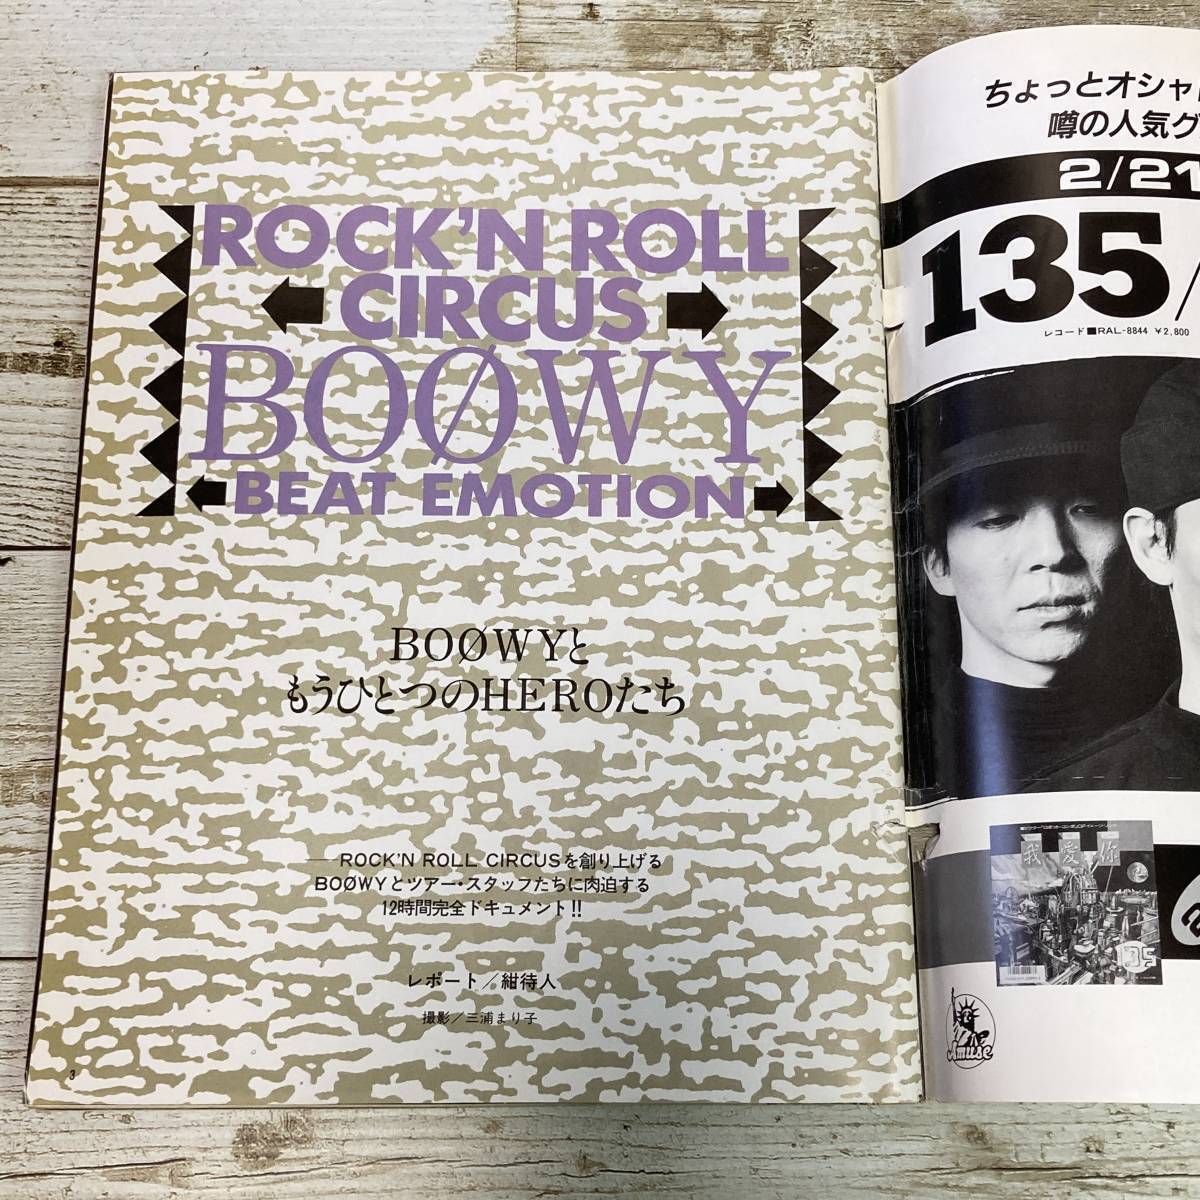 ROCK'N ROLL
CIRCUS
BOØWY
BEAT EMOTION
BOØWYと
もうひとつのHEROたち
——ROCK'N ROLL CIRCUSを創り上げる
BOØWYとツアー・スタッフたちに肉迫する
12時間完全ドキュメント!!
レポート／紺待人
撮影／三浦まり子
3
ちょっとオシャ
噂の人気グ
2/21
135/
レコード■RAL-8844 ￥2,800
我愛你
135
Amuse